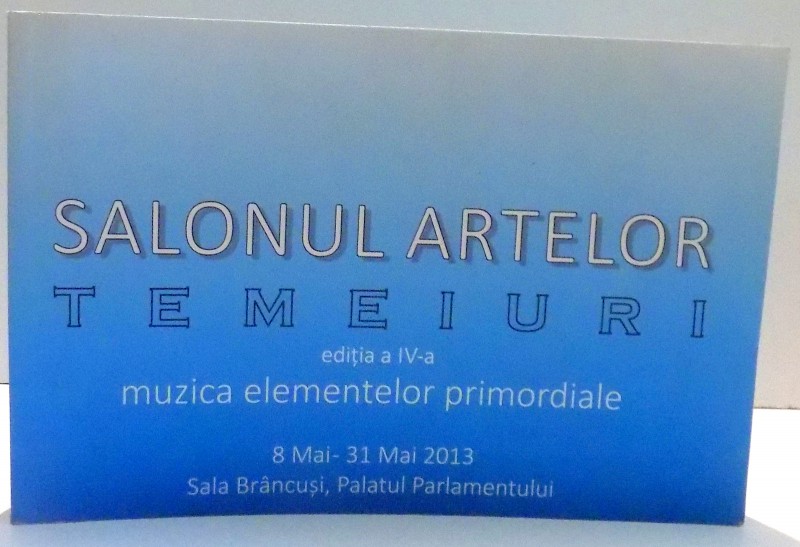 SALONUL ARTELOR
TEMEIURI
ediția a IV-a
muzica elementelor primordiale
8 Mai- 31 Mai 2013
Sala Brâncuși, Palatul Parlamentului